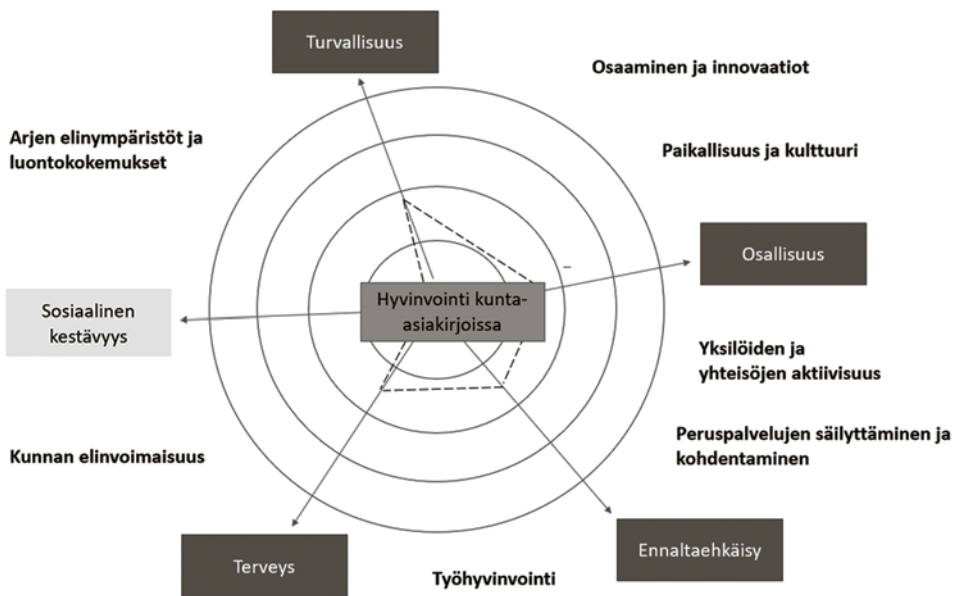 Turvallisuus
Osaaminen ja innovaatiot
Arjen elinympäristöt ja
luontokokemukset
Paikallisuus ja kulttuuri
Osallisuus
Hyvinvointi kunta-
asiakirjoissa
Sosiaalinen
kestävyys
Yksilöiden ja
yhteisöjen aktiivisuus
Peruspalvelujen säilyttäminen ja
kohdentaminen
Kunnan elinvoimaisuus
Ennaltaehkäisy
Terveys
Työhyvinvointi